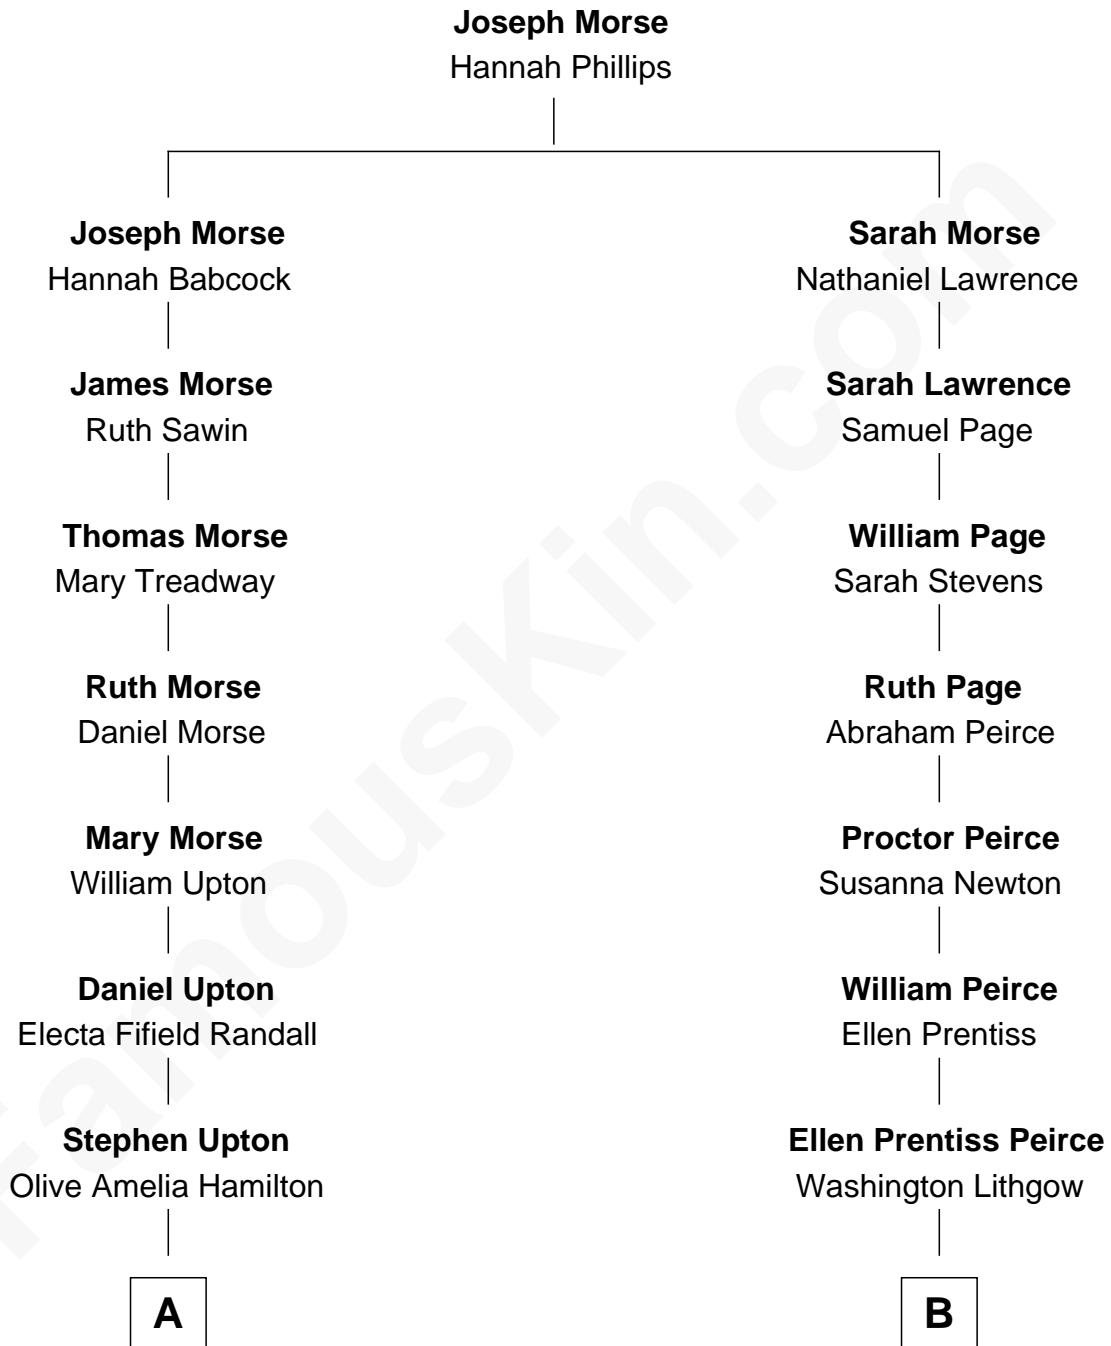 Joseph Morse
Hannah Phillips
Joseph Morse
Hannah Babcock
Sarah Morse
Nathaniel Lawrence
James Morse
Ruth Sawin
Sarah Lawrence
Samuel Page
Thomas Morse
Mary Treadway
William Page
Sarah Stevens
Ruth Morse
Daniel Morse
Ruth Page
Abraham Peirce
Mary Morse
William Upton
Proctor Peirce
Susanna Newton
Daniel Upton
Electa Fifield Randall
William Peirce
Ellen Prentiss
Stephen Upton
Olive Amelia Hamilton
Ellen Prentiss Peirce
Washington Lithgow
A
B
FamousKin.com